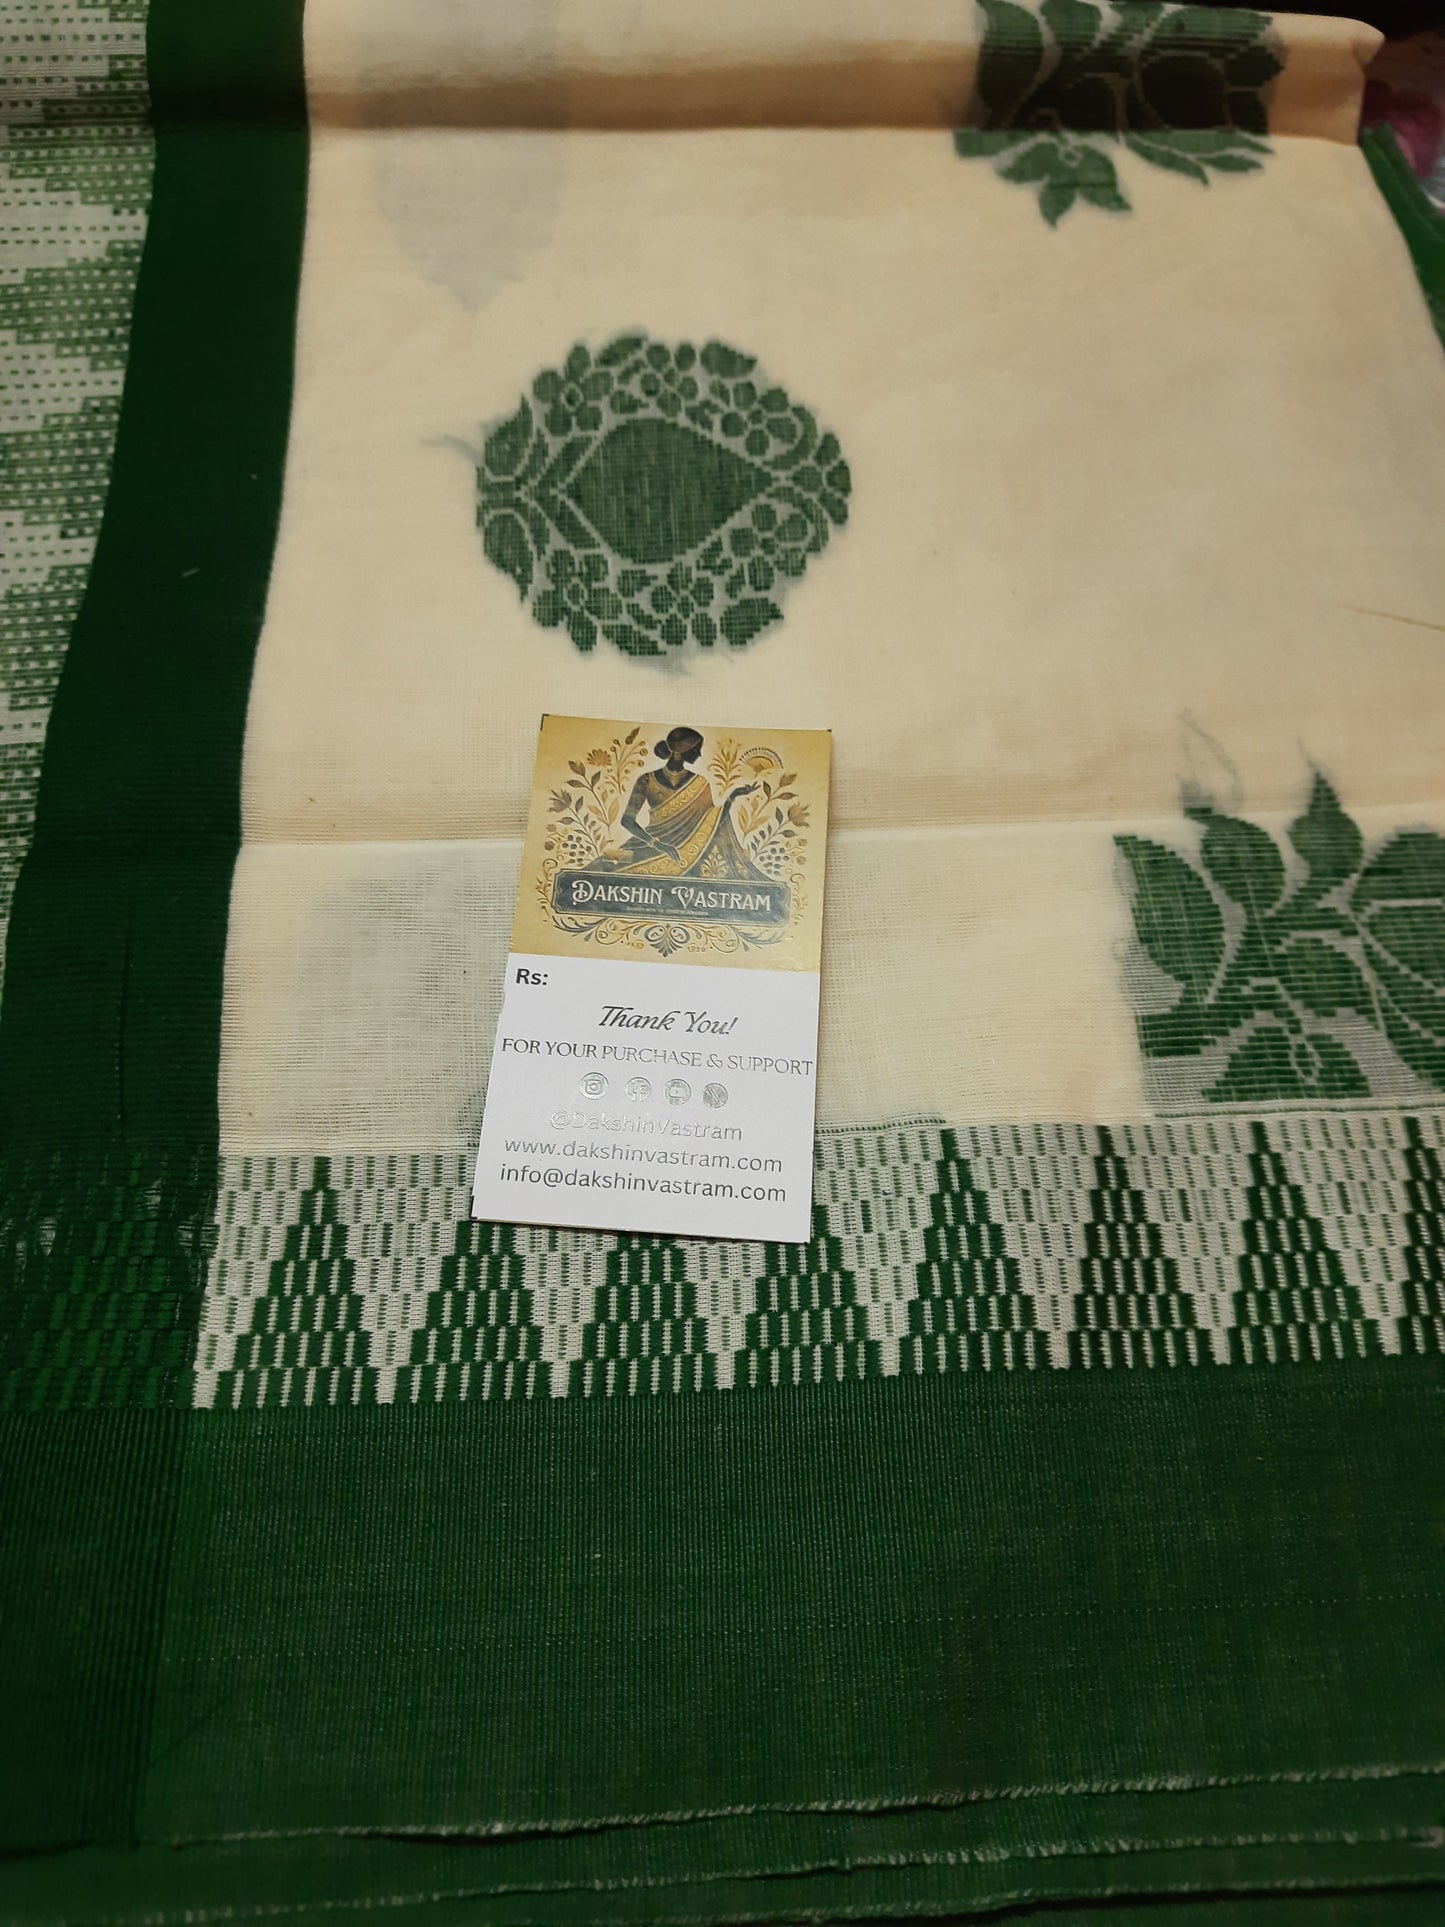 DAKSHIN VASTRAM
Rs:
Thank You!
FOR YOUR PURCHASE & SUPPORT
@DakshinVastram
www.dakshinvastram.com
info@dakshinvastram.com